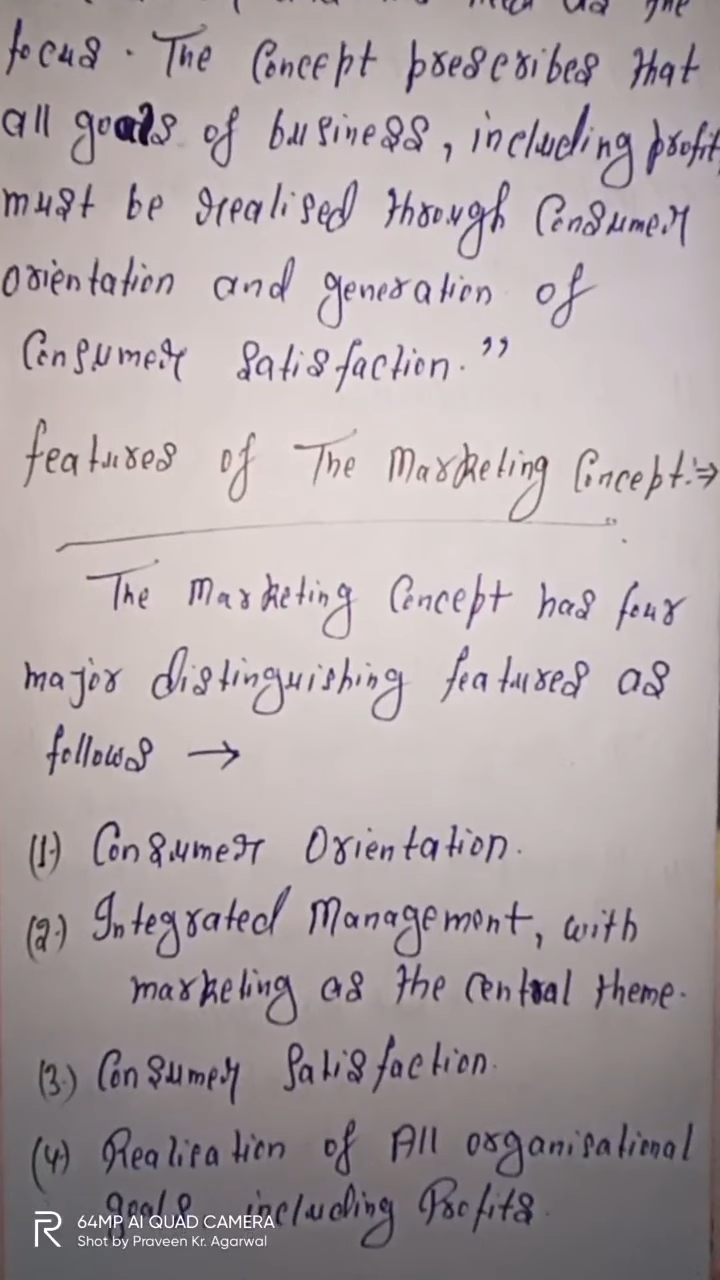 the
focus. The Concept prescribes that
all goals of business, including profit,
must be realised through Consumer
orientation and generation of
Consumer Satisfaction.”
features of The Marketing Concept:⇒
The Marketing Concept has four
major distinguishing features as
follows →
(1.) Consumer Orientation.
(2.) Integrated Management, with
marketing as the central theme.
(3.) Consumer Satisfaction.
(4.) Realisation of All organisational
goals, including Profits.
64MP AI QUAD CAMERA
Shot by Praveen Kr. Agarwal